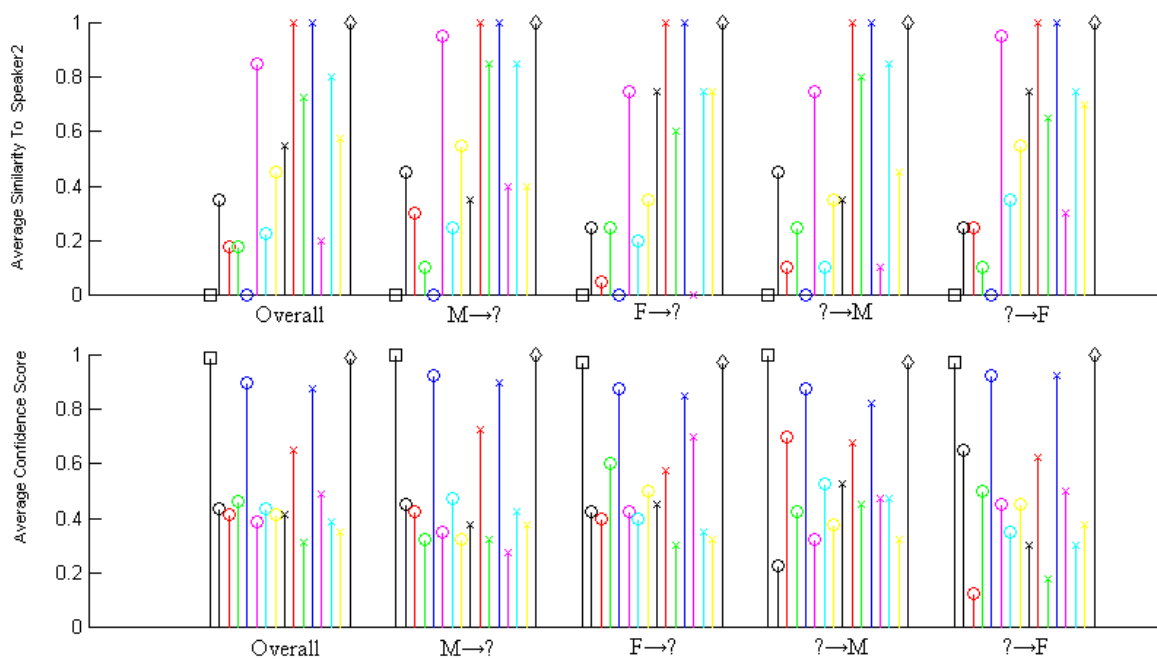 Average Similarity To Speaker2
1
0.8
0.6
0.4
0.2
0
Overall
M→?
F→?
?→M
?→F
Average Confidence Score
1
0.8
0.6
0.4
0.2
0
Overall
M→?
F→?
?→M
?→F